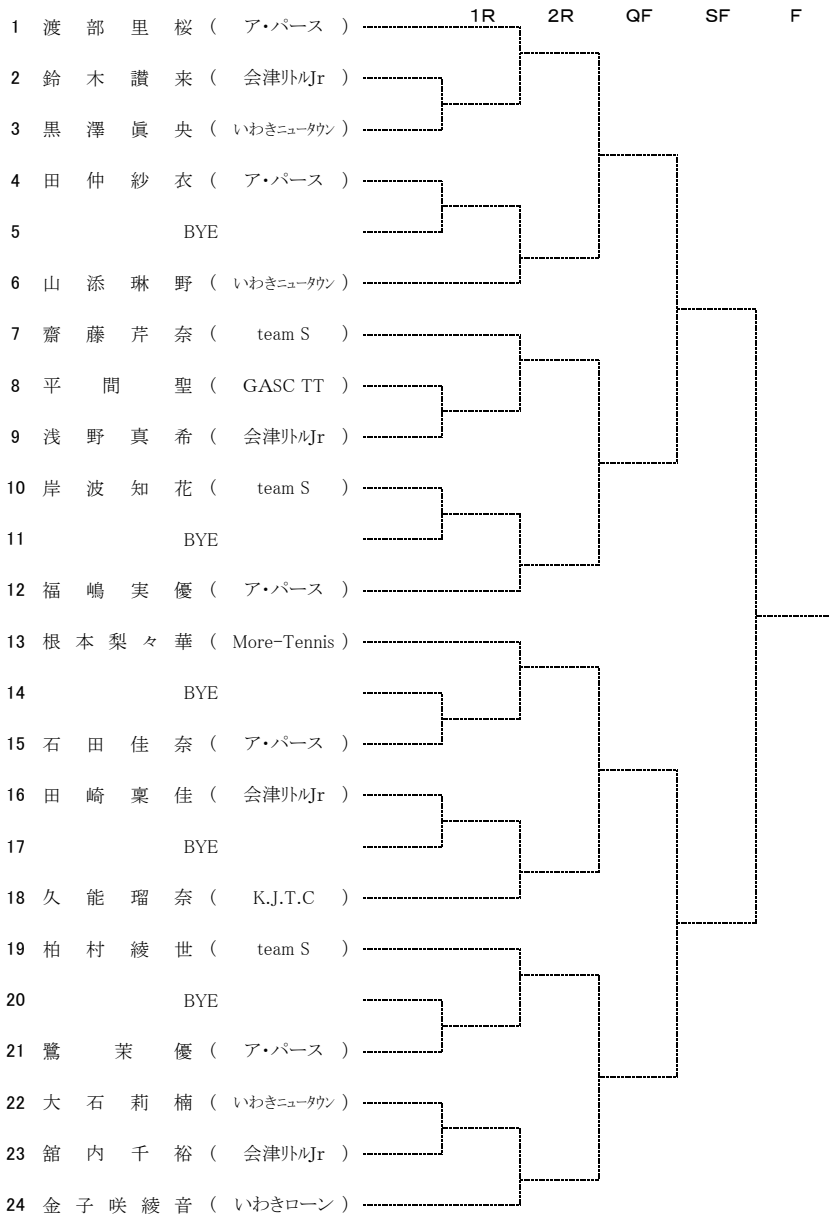 1R 2R QF SF F
1 渡部里桜 ( ア・パース )
2 鈴木讃来 ( 会津リトルJr )
3 黒澤眞央 ( いわきニュータウン )
4 田仲紗衣 ( ア・パース )
5 BYE
6 山添琳野 ( いわきニュータウン )
7 齋藤芹奈 ( team S )
8 平間聖 ( GASC TT )
9 浅野真希 ( 会津リトルJr )
10 岸波知花 ( team S )
11 BYE
12 福嶋実優 ( ア・パース )
13 根本梨々華 ( More-Tennis )
14 BYE
15 石田佳奈 ( ア・パース )
16 田崎稟佳 ( 会津リトルJr )
17 BYE
18 久能瑠奈 ( K.J.T.C )
19 柏村綾世 ( team S )
20 BYE
21 鷺茉優 ( ア・パース )
22 大石莉楠 ( いわきニュータウン )
23 舘内千裕 ( 会津リトルJr )
24 金子咲綾音 ( いわきローン )